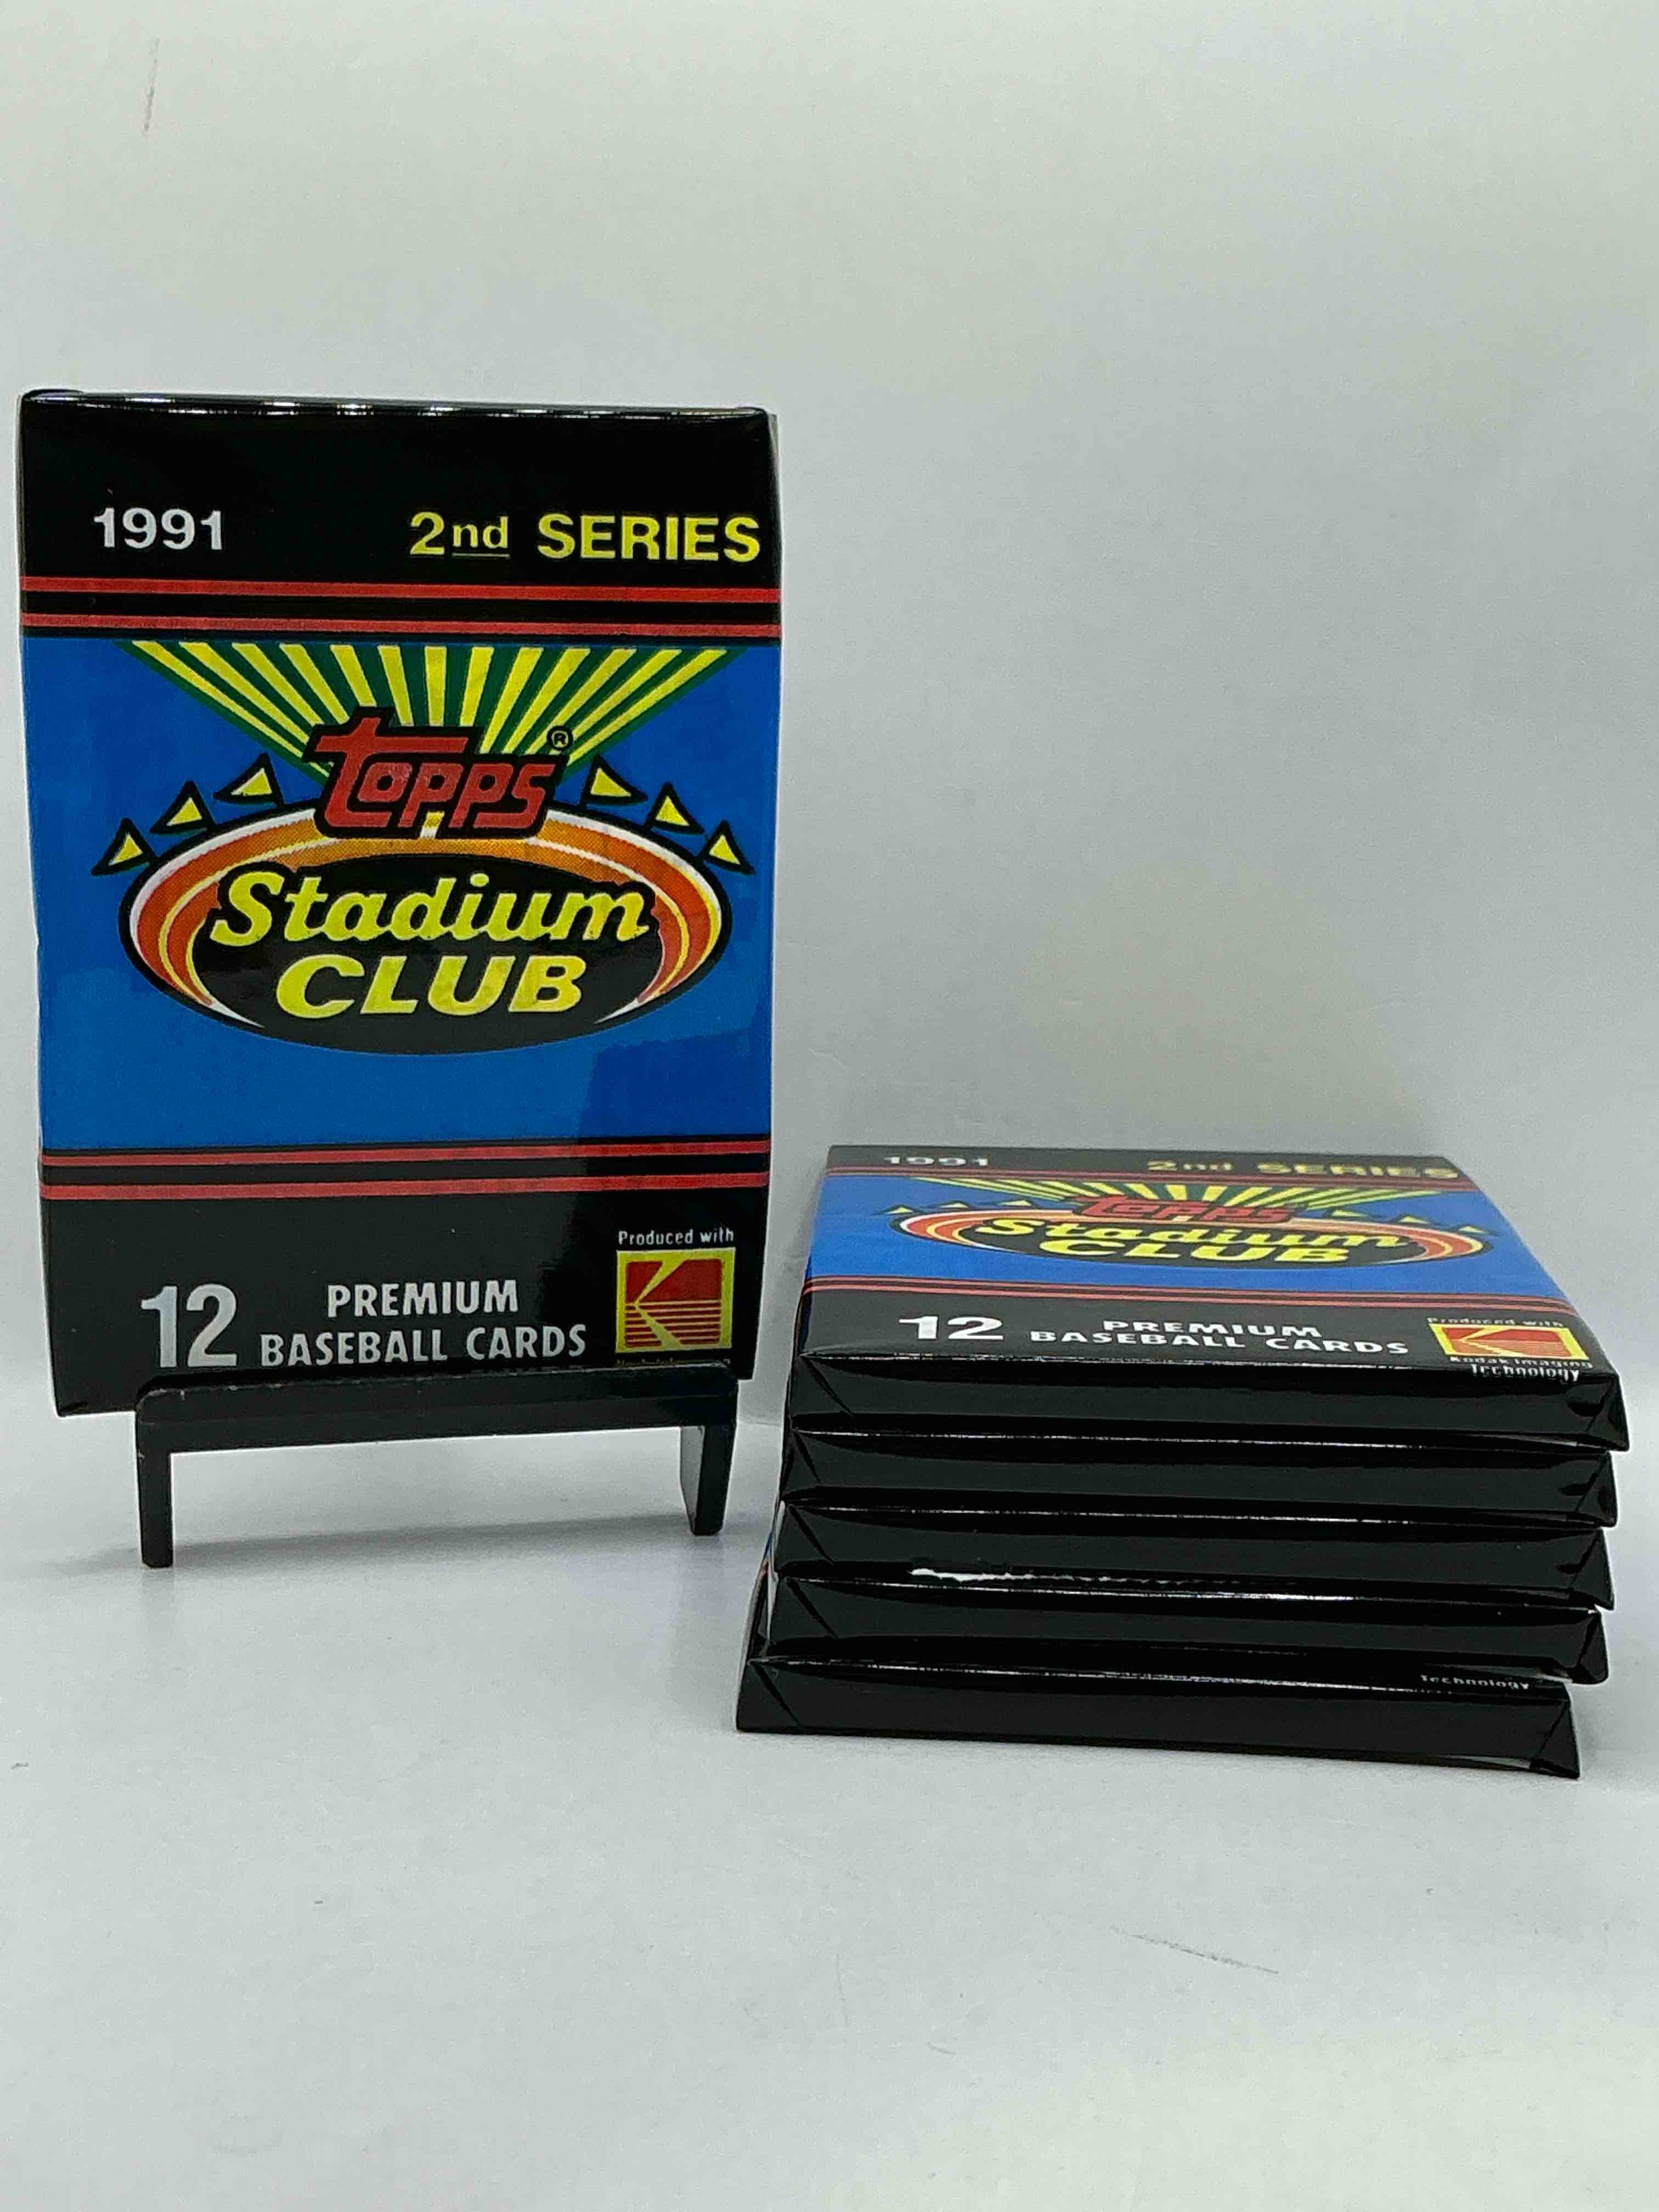 1991 2nd SERIES
topps ®
Stadium
CLUB
Produced with
12 PREMIUM
BASEBALL CARDS
1991 2nd SERIES
topps
Stadium
CLUB
Produced with
12 PREMIUM
BASEBALL CARDS
Kodak Imaging
Technology
Technology